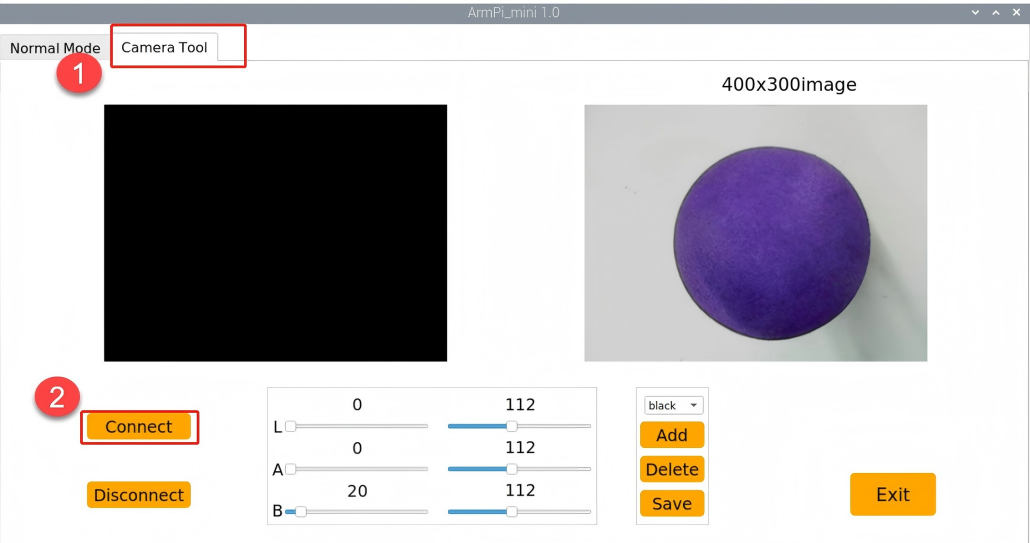 ArmPi_mini 1.0
Normal Mode
Camera Tool
1
400x300image
2
Connect
Disconnect
0
112
L
0
112
A
20
112
B
black
Add
Delete
Save
Exit